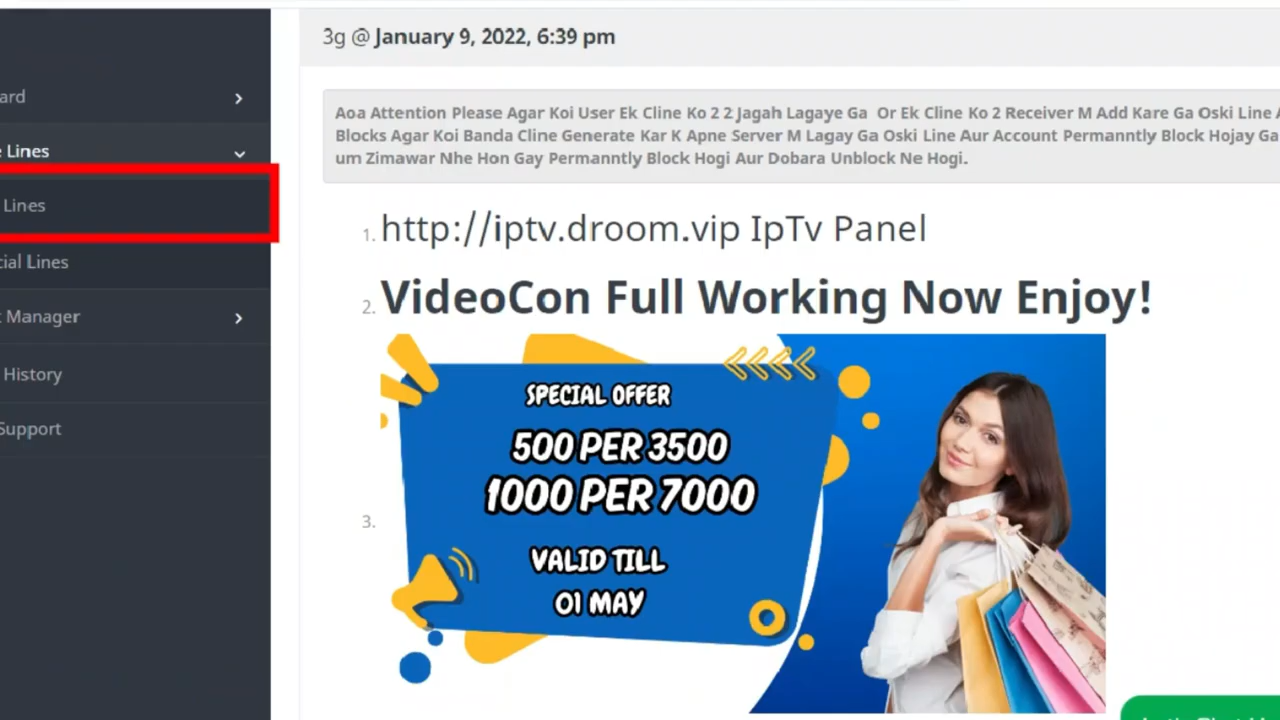 3g @ January 9, 2022, 6:39 pm
Aoa Attention Please Agar Koi User Ek Cline Ko 2 2 Jagah Lagaye Ga Or Ek Cline Ko 2 Receiver M Add Kare Ga Oski Line
Blocks Agar Koi Banda Cline Generate Kar K Apne Server M Lagay Ga Oski Line Aur Account Permanntly Block Hojay Ga
um Zimawar Nhe Hon Gay Permanntly Block Hogi Aur Dobara Unblock Ne Hogi.
ard
Lines
Lines
cial Lines
Manager
History
Support
1. http://iptv.droom.vip IpTv Panel
2. VideoCon Full Working Now Enjoy!
3.
SPECIAL OFFER
500 PER 3500
1000 PER 7000
VALID TILL
01 MAY